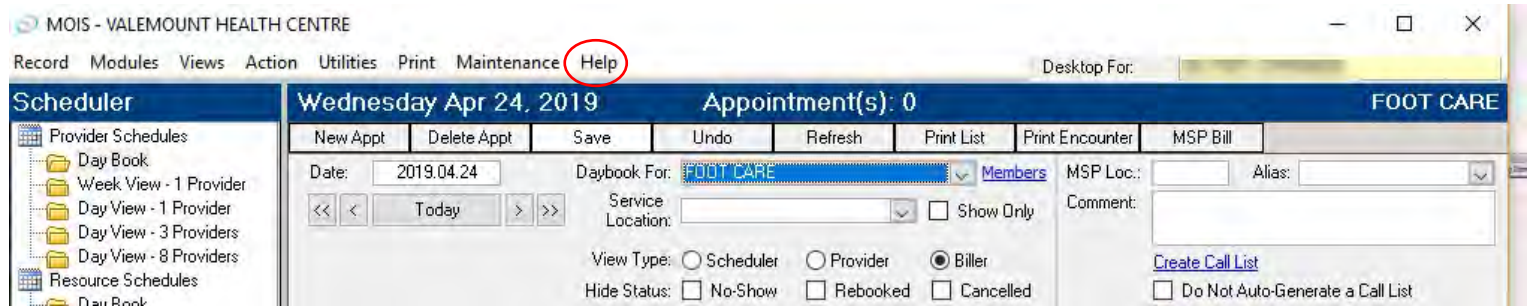 MOIS - VALEMOUNT HEALTH CENTRE
Record Modules Views Action Utilities Print Maintenance Help Desktop For:
Scheduler Wednesday Apr 24, 2019 Appointment(s): 0 FOOT CARE
Provider Schedules New Appt Delete Appt Save Undo Refresh Print List Print Encounter MSP Bill
Day Book Date: 2019.04.24 Daybook For: FOOT CARE Members MSP Loc.: Alias:
Week View - 1 Provider
Day View - 1 Provider << < Today > >> Service Location: Show Only Comment:
Day View - 3 Providers
Day View - 8 Providers View Type: Scheduler Provider Biller Create Call List
Resource Schedules Hide Status: No-Show Rebooked Cancelled Do Not Auto-Generate a Call List
Day Book